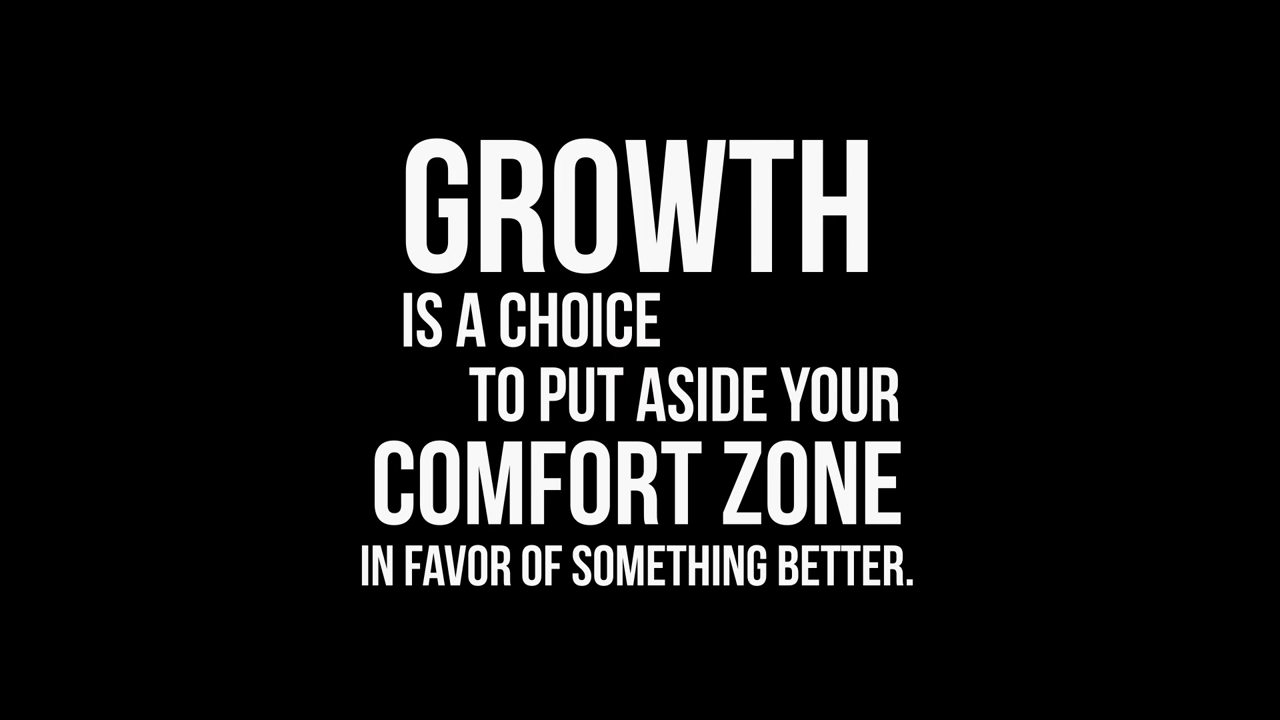 GROWTH
IS A CHOICE
TO PUT ASIDE YOUR
COMFORT ZONE
IN FAVOR OF SOMETHING BETTER.